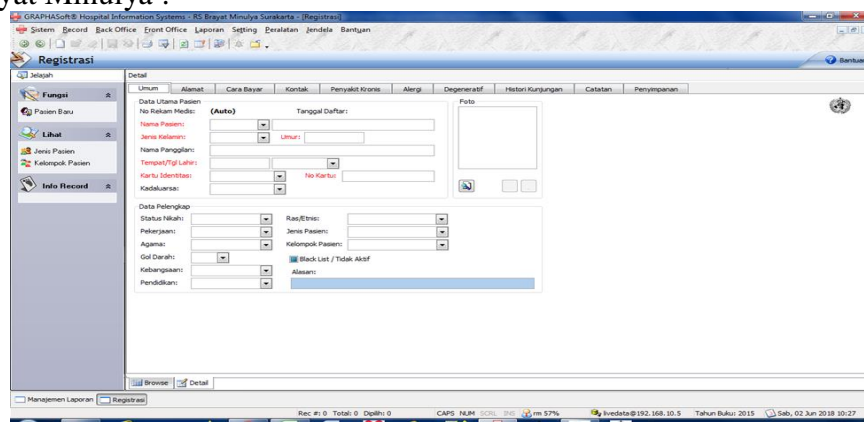 yat Minulya .
GRAPHASoft® Hospital Information Systems - RS Brayat Minulya Surakarta - [Registrasi]
Sistem Record Back Office Front Office Laporan Setting Peralatan Jendela Bantuan
Registrasi Bantuan
Jelajah
Fungsi
Pasien Baru
Lihat
Jenis Pasien
Kelompok Pasien
Info Record
Detail
Umum Alamat Cara Bayar Kontak Penyakit Kronis Alergi Degeneratif Histori Kunjungan Catatan Penyimpanan
Data Utama Pasien
No Rekam Medis: (Auto) Tanggal Daftar:
Nama Pasien:
Jenis Kelamin: Umur:
Nama Panggilan:
Tempat/Tgl Lahir:
Kartu Identitas: No Kartu:
Kadaluarsa:
Foto
Data Pelengkap
Status Nikah: Ras/Etnis:
Pekerjaan: Jenis Pasien:
Agama: Kelompok Pasien:
Gol Darah: Black List / Tidak Aktif
Kebangsaan: Alasan:
Pendidikan:
Browse Detail
Manajemen Laporan Registrasi
Rec #: 0 Total: 0 Dipilih: 0 CAPS NUM SCRL INS rm 57% livedata@192.168.10.5 Tahun Buku: 2015 Sab, 02 Jun 2018 10:27